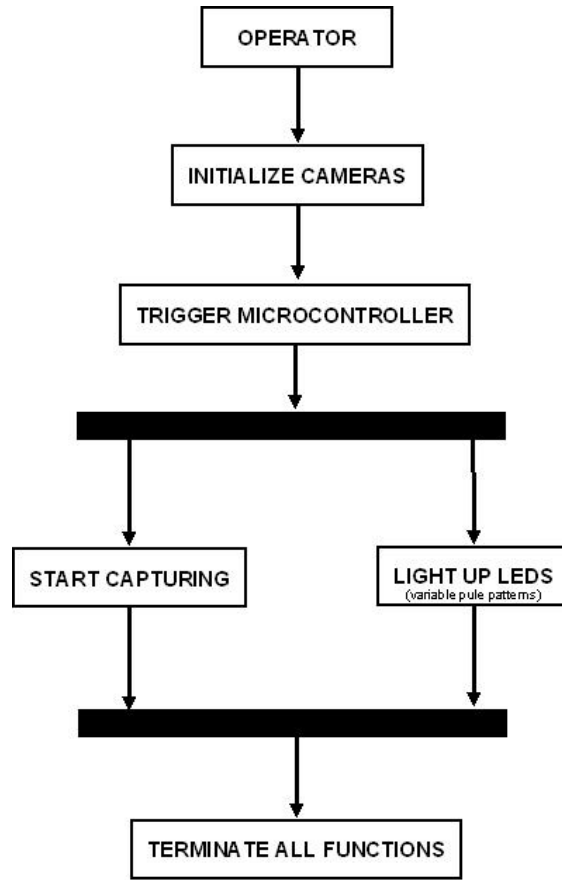 OPERATOR
INITIALIZE CAMERAS
TRIGGER MICROCONTROLLER
START CAPTURING
LIGHT UP LEDS
(variable pule patterns)
TERMINATE ALL FUNCTIONS